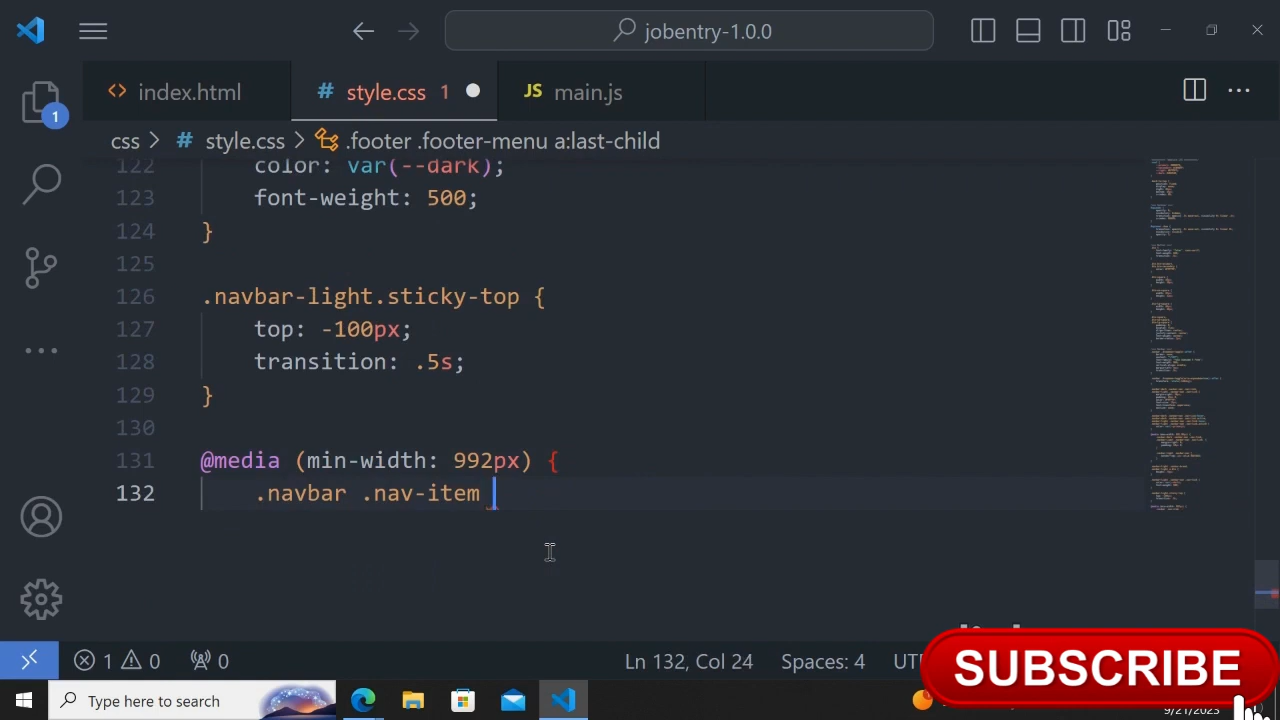 jobentry-1.0.0
index.html
# style.css 1
JS main.js
css > # style.css > .footer .footer-menu a:last-child
122 color: var(--dark);
123 font-weight: 500;
124 }
125
126 .navbar-light.sticky-top {
127 top: -100px;
128 transition: .5s;
129 }
130
131 @media (min-width: 992px) {
132 .navbar .nav-item
1
1 0 0
Ln 132, Col 24
Spaces: 4
SUBSCRIBE
Type here to search
9/21/2023